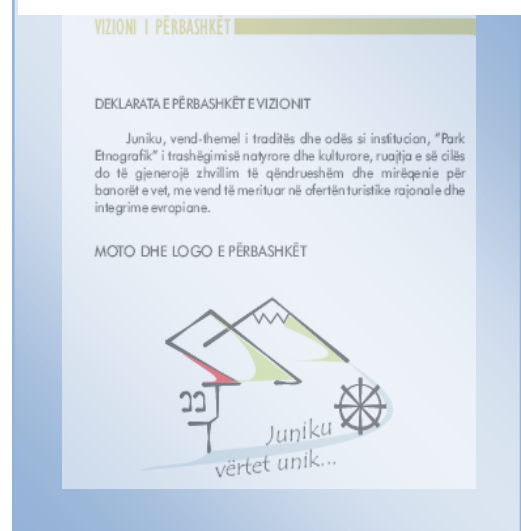 VIZIONI I PËRBASHKËT
DEKLARATA E PËRBASHKËT E VIZIONIT
Juniku, vend-themel i traditës dhe odës si institucion, "Park
Etnografik" i trashëgimisë natyrore dhe kulturore, ruajtja e së cilës
do të gjenerojë zhvillim të qëndrueshëm dhe mirëqenie për
banorët e vet, me vend të merituar në ofertën turistike rajonale dhe
integrime evropiane.
MOTO DHE LOGO E PËRBASHKËT
Juniku
vërtet unik...